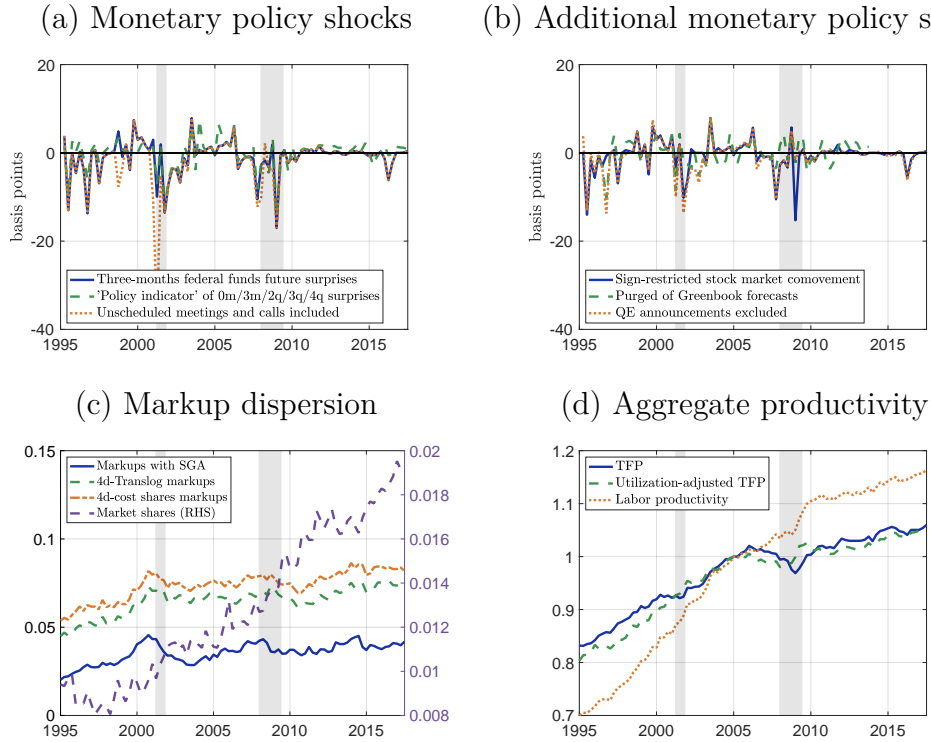 (a) Monetary policy shocks
20
0
-20
-40
basis points
Three-months federal funds future surprises
'Policy indicator' of 0m/3m/2q/3q/4q surprises
Unscheduled meetings and calls included
1995 2000 2005 2010 2015
(b) Additional monetary policy s
20
0
-20
-40
basis points
Sign-restricted stock market comovement
Purged of Greenbook forecasts
QE announcements excluded
1995 2000 2005 2010 2015
(c) Markup dispersion
0.15
0.1
0.05
0
Markups with SGA
4d-Translog markups
4d-cost shares markups
Market shares (RHS)
0.02
0.018
0.016
0.014
0.012
0.011
0.01
0.008
1995 2000 2005 2010 2015
(d) Aggregate productivity
1.2
1.1
1
0.9
0.8
0.7
TFP
Utilization-adjusted TFP
Labor productivity
1995 2000 2005 2010 2015